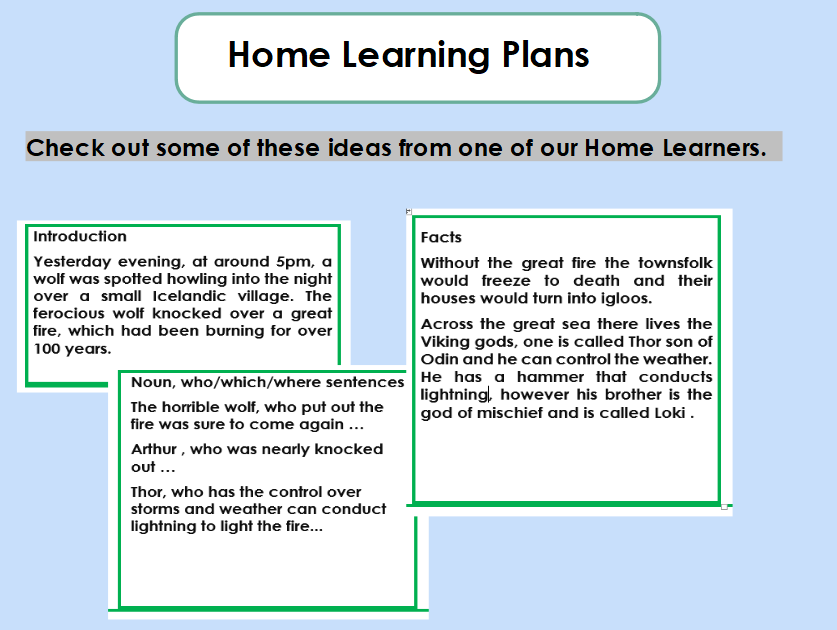 Home Learning Plans
Check out some of these ideas from one of our Home Learners.
Introduction
Yesterday evening, at around 5pm, a
wolf was spotted howling into the night
over a small Icelandic village. The
ferocious wolf knocked over a great
fire, which had been burning for over
100 years.
Noun, who/which/where sentences
The horrible wolf, who put out the
fire was sure to come again …
Arthur , who was nearly knocked
out …
Thor, who has the control over
storms and weather can conduct
lightning to light the fire...
Facts
Without the great fire the townsfolk
would freeze to death and their
houses would turn into igloos.
Across the great sea there lives the
Viking gods, one is called Thor son of
Odin and he can control the weather.
He has a hammer that conducts
lightning, however his brother is the
god of mischief and is called Loki .